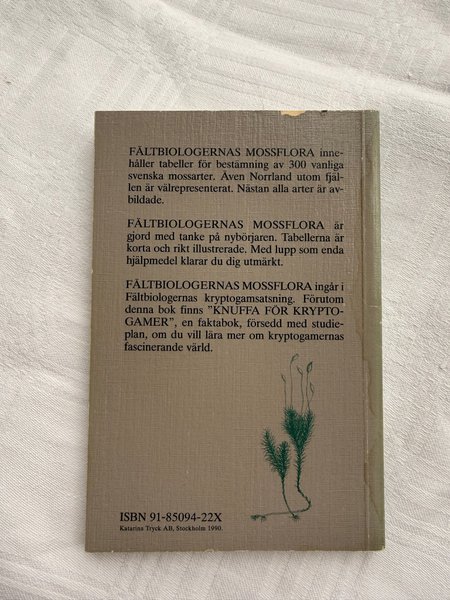 FÄLTBIOLOGERNAS MOSSFLORA inne-
håller tabeller för bestämning av 300 vanliga
svenska mossarter. Även Norrland utom fjäl-
len är välrepresenterat. Nästan alla arter är av-
bildade.
FÄLTBIOLOGERNAS MOSSFLORA är
gjord med tanke på nybörjaren. Tabellerna är
korta och rikt illustrerade. Med lupp som enda
hjälpmedel klarar du dig utmärkt.
FÄLTBIOLOGERNAS MOSSFLORA ingår i
Fältbiologernas kryptogamsatsning. Förutom
denna bok finns "KNUFFA FÖR KRYPTO-
GAMER", en faktabok, försedd med studie-
plan, om du vill lära mer om kryptogamernas
fascinerande värld.
ISBN 91-85094-22X
Katarina Tryck AB, Stockholm 1990.